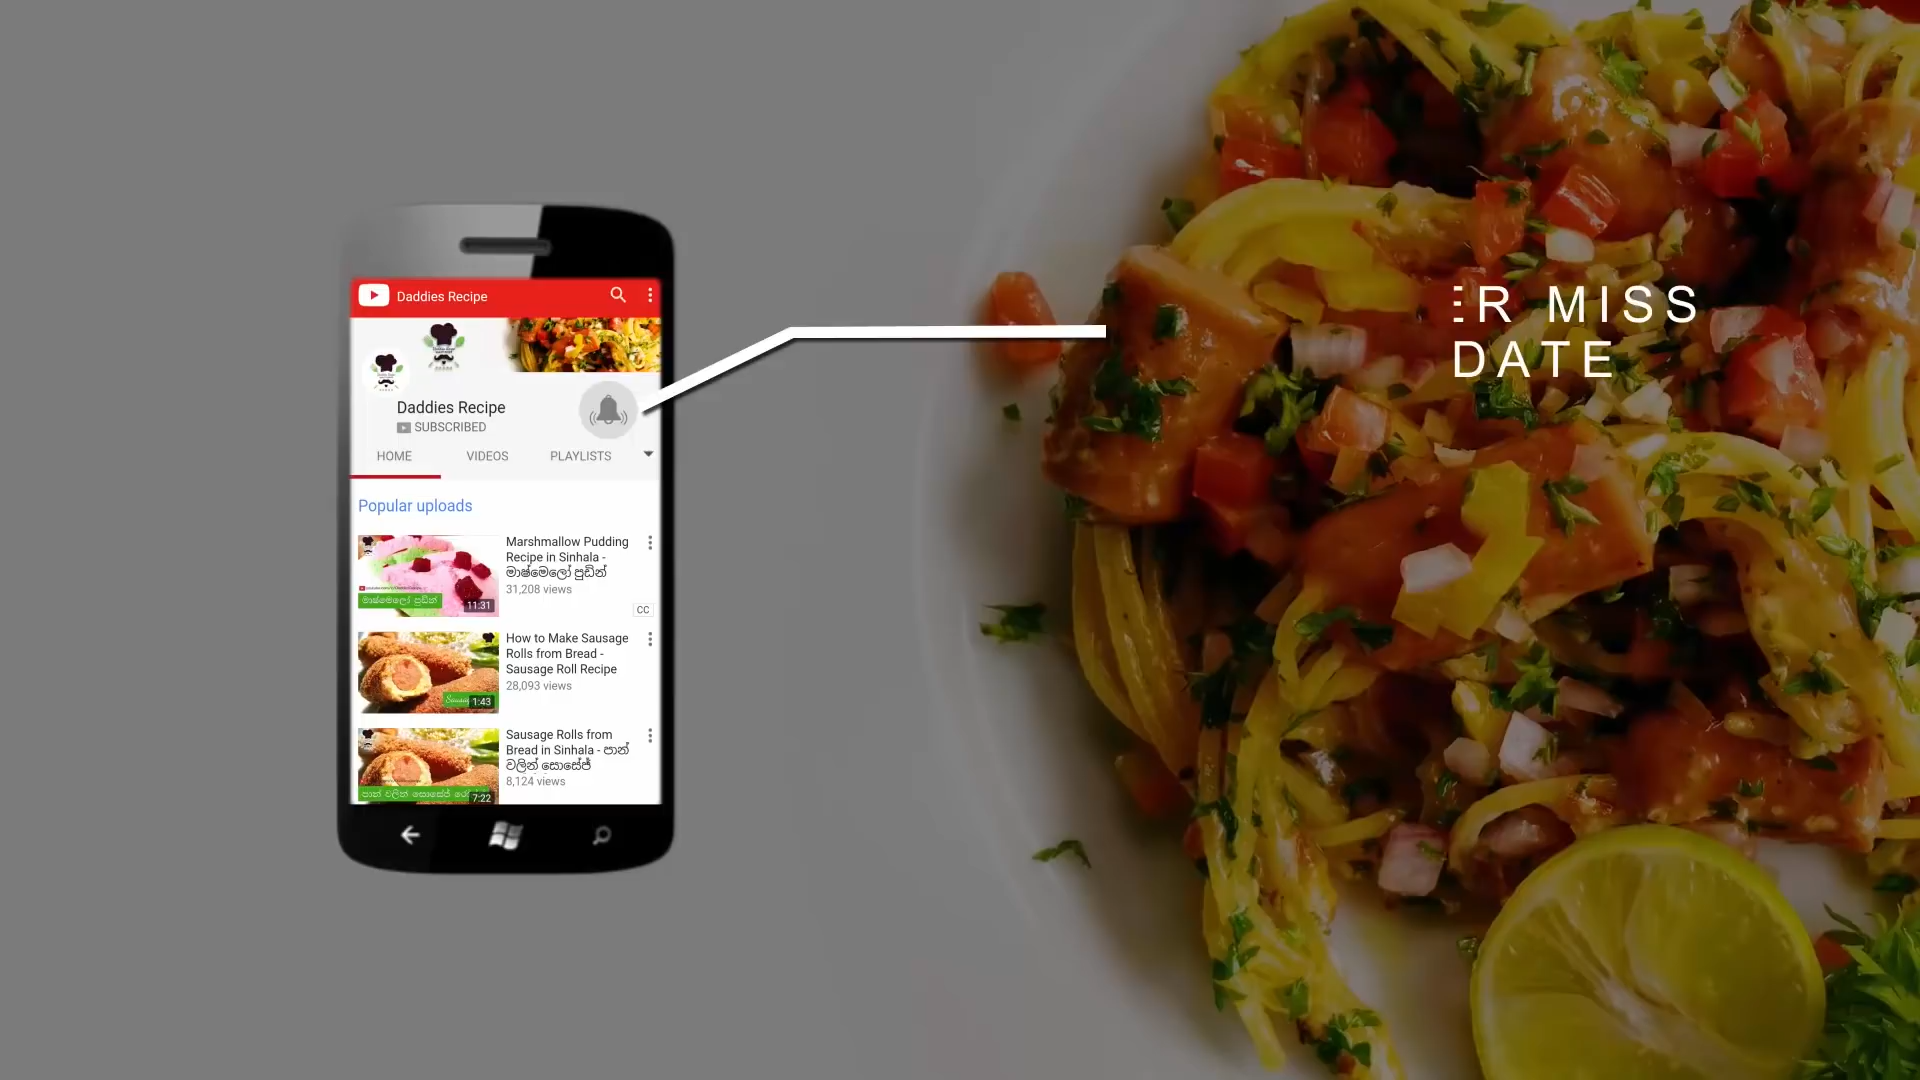 Daddies Recipe
Daddies Recipe
SUBSCRIBED
HOME VIDEOS PLAYLISTS
Popular uploads
Marshmallow Pudding
Recipe in Sinhala -
මාෂ්මෙලෝ පුඩින්
31,208 views
CC
මාෂ්මෙලෝ පුඩින්
11:31
How to Make Sausage
Rolls from Bread -
Sausage Roll Recipe
28,093 views
1:43
Sausage Rolls from
Bread in Sinhala - පාන්
වලින් සොසේජ්
8,124 views
පාන් වලින් සොසේජ්
7:22
ER MISS
DATE